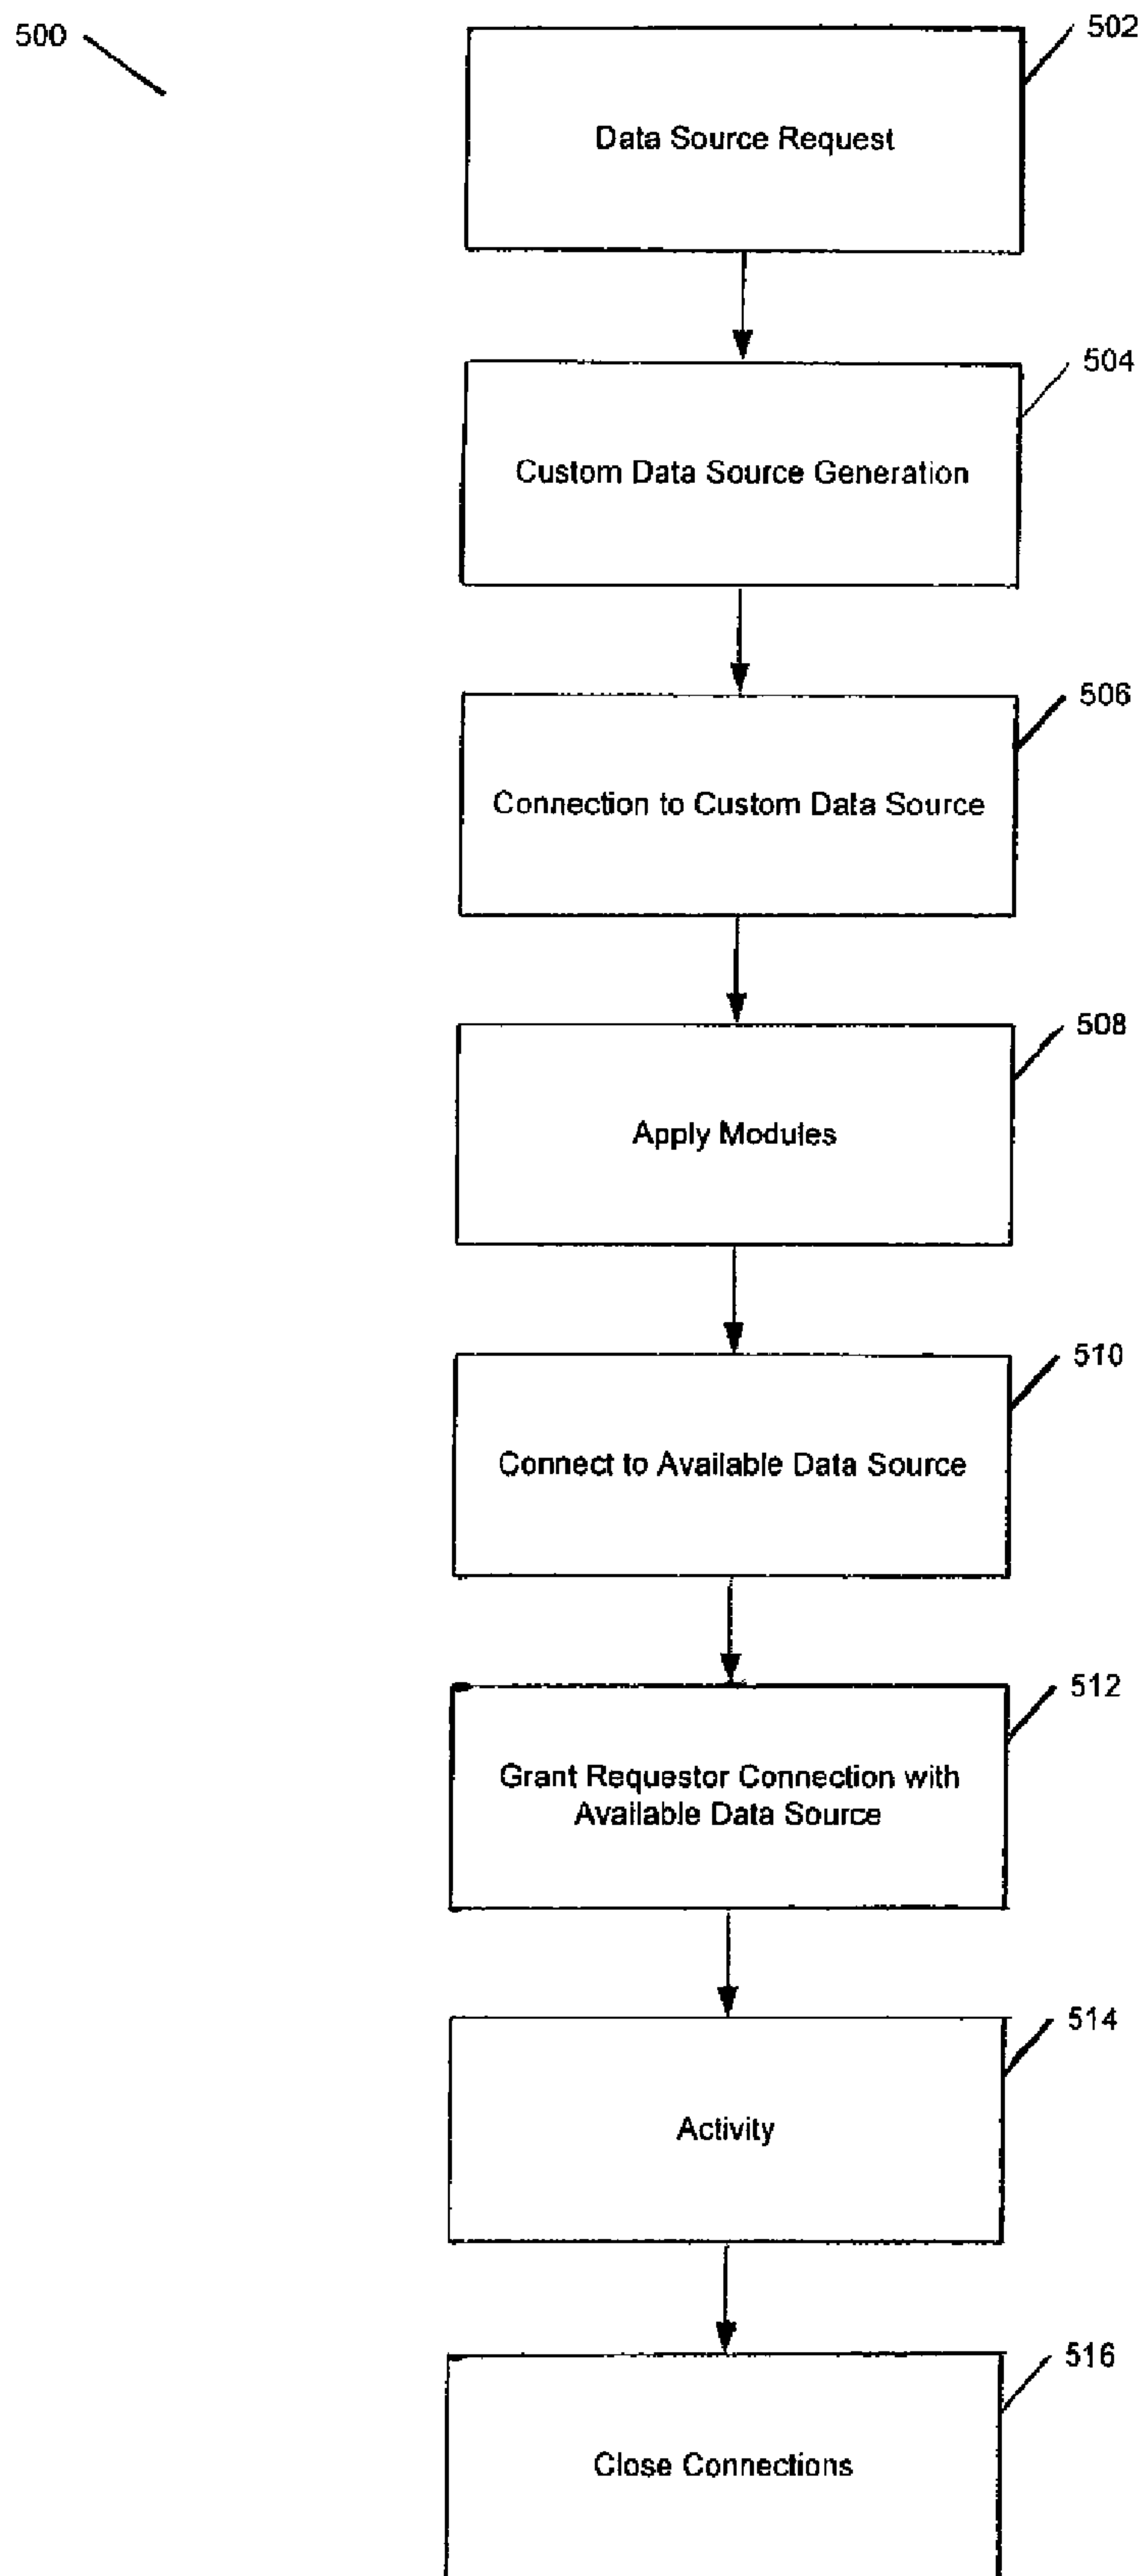 500
502
Data Source Request
504
Custom Data Source Generation
506
Connection to Custom Data Source
508
Apply Modules
510
Connect to Available Data Source
512
Grant Requestor Connection with
Available Data Source
514
Activity
516
Close Connections